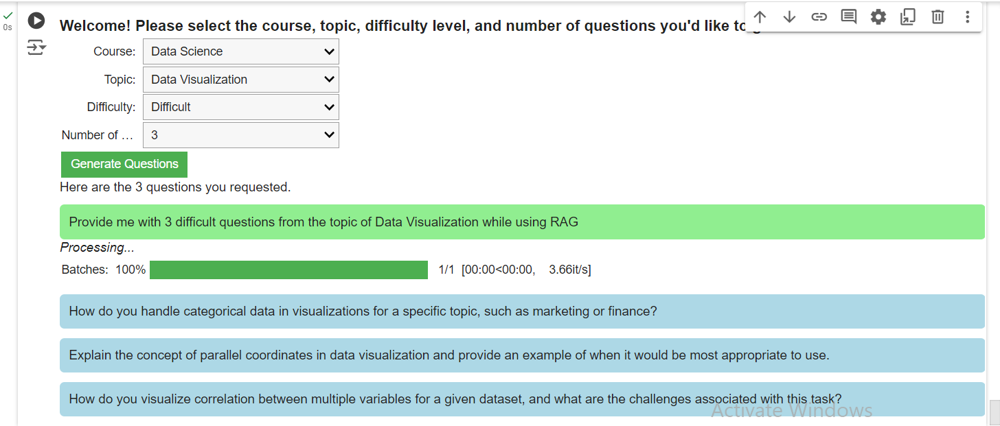 0s
Welcome! Please select the course, topic, difficulty level, and number of questions you'd like to
Course: Data Science
Topic: Data Visualization
Difficulty: Difficult
Number of … 3
Generate Questions
Here are the 3 questions you requested.
Provide me with 3 difficult questions from the topic of Data Visualization while using RAG
Processing...
Batches: 100% 1/1 [00:00<00:00, 3.66it/s]
How do you handle categorical data in visualizations for a specific topic, such as marketing or finance?
Explain the concept of parallel coordinates in data visualization and provide an example of when it would be most appropriate to use.
How do you visualize correlation between multiple variables for a given dataset, and what are the challenges associated with this task?
Activate Windows